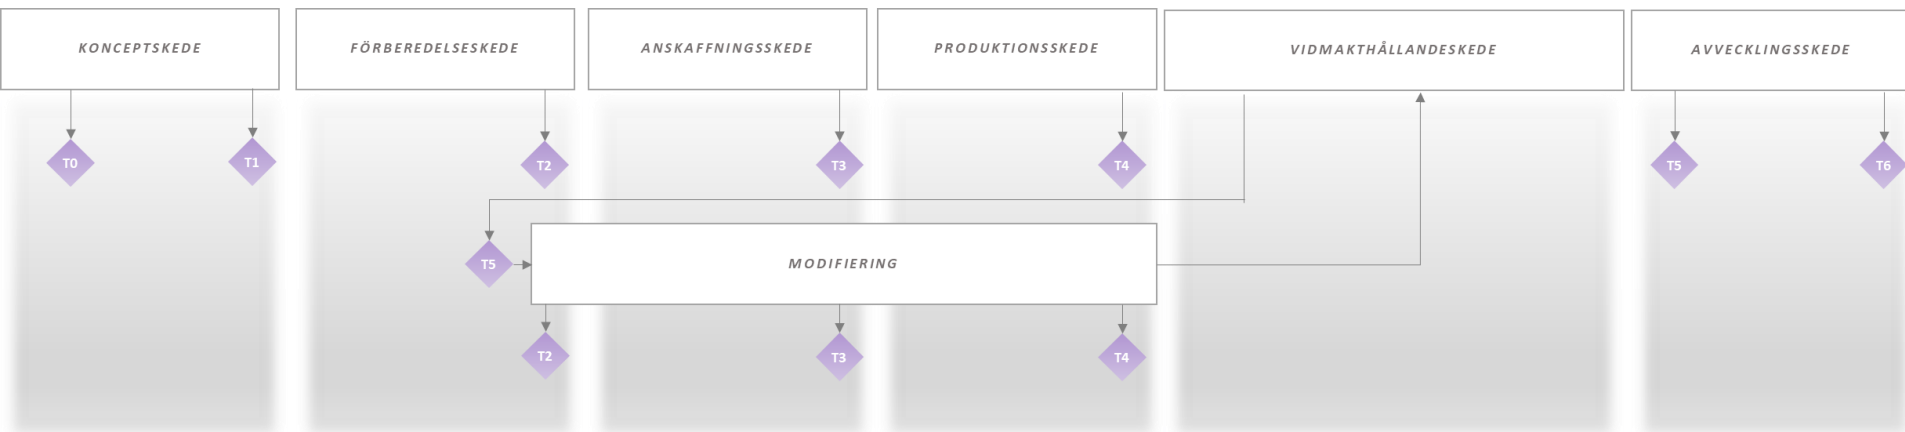 KONCEPTSKEDE
FÖRBEREDELSESKEDE
ANSKAFFNINGSSKEDE
PRODUKTIONSSKEDE
VIDMAKTHÅLLANDESKEDE
AVVECKLINGSSKEDE
T0
T1
T2
T3
T4
T5
T6
T5
MODIFIERING
T2
T3
T4